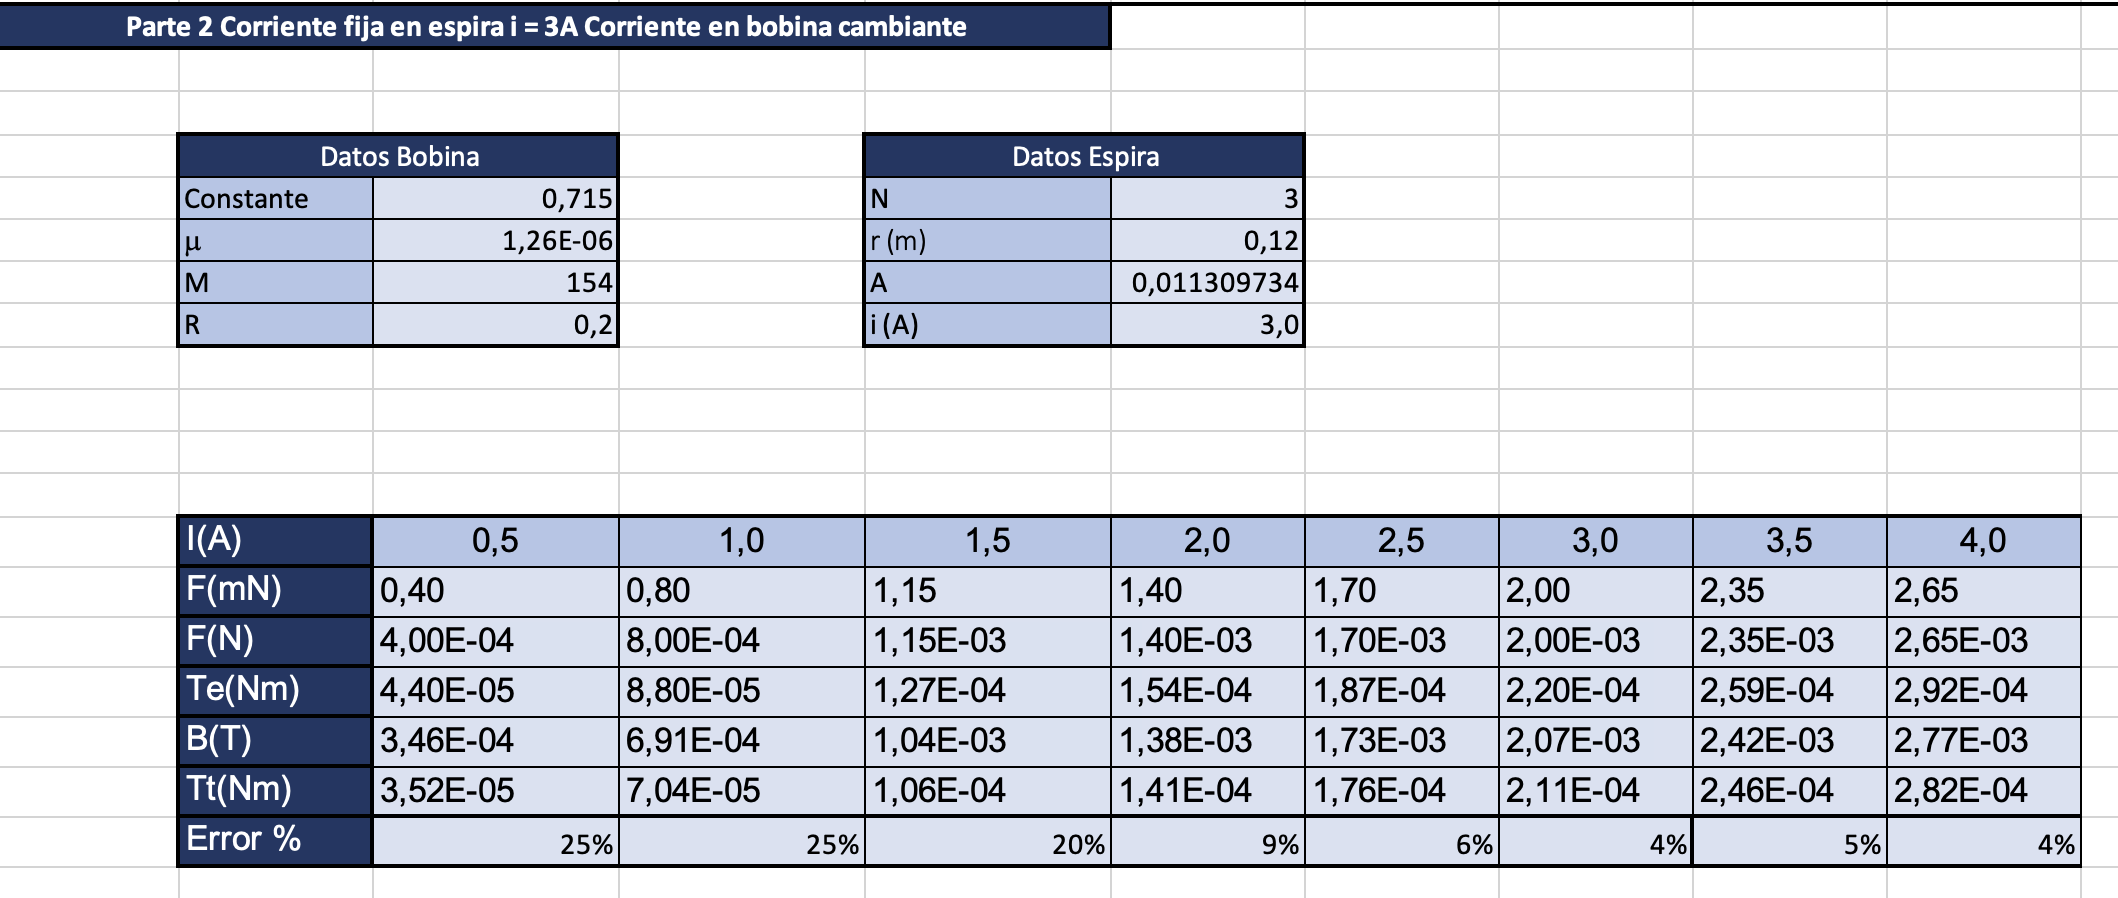 Parte 2 Corriente fija en espira i = 3A Corriente en bobina cambiante
Datos Bobina
Constante 0,715
μ 1,26E-06
M 154
R 0,2
Datos Espira
N 3
r (m) 0,12
A 0,011309734
i (A) 3,0
I(A) 0,5 1,0 1,5 2,0 2,5 3,0 3,5 4,0
F(mN) 0,40 0,80 1,15 1,40 1,70 2,00 2,35 2,65
F(N) 4,00E-04 8,00E-04 1,15E-03 1,40E-03 1,70E-03 2,00E-03 2,35E-03 2,65E-03
Te(Nm) 4,40E-05 8,80E-05 1,27E-04 1,54E-04 1,87E-04 2,20E-04 2,59E-04 2,92E-04
B(T) 3,46E-04 6,91E-04 1,04E-03 1,38E-03 1,73E-03 2,07E-03 2,42E-03 2,77E-03
Tt(Nm) 3,52E-05 7,04E-05 1,06E-04 1,41E-04 1,76E-04 2,11E-04 2,46E-04 2,82E-04
Error % 25% 25% 20% 9% 6% 4% 5% 4%